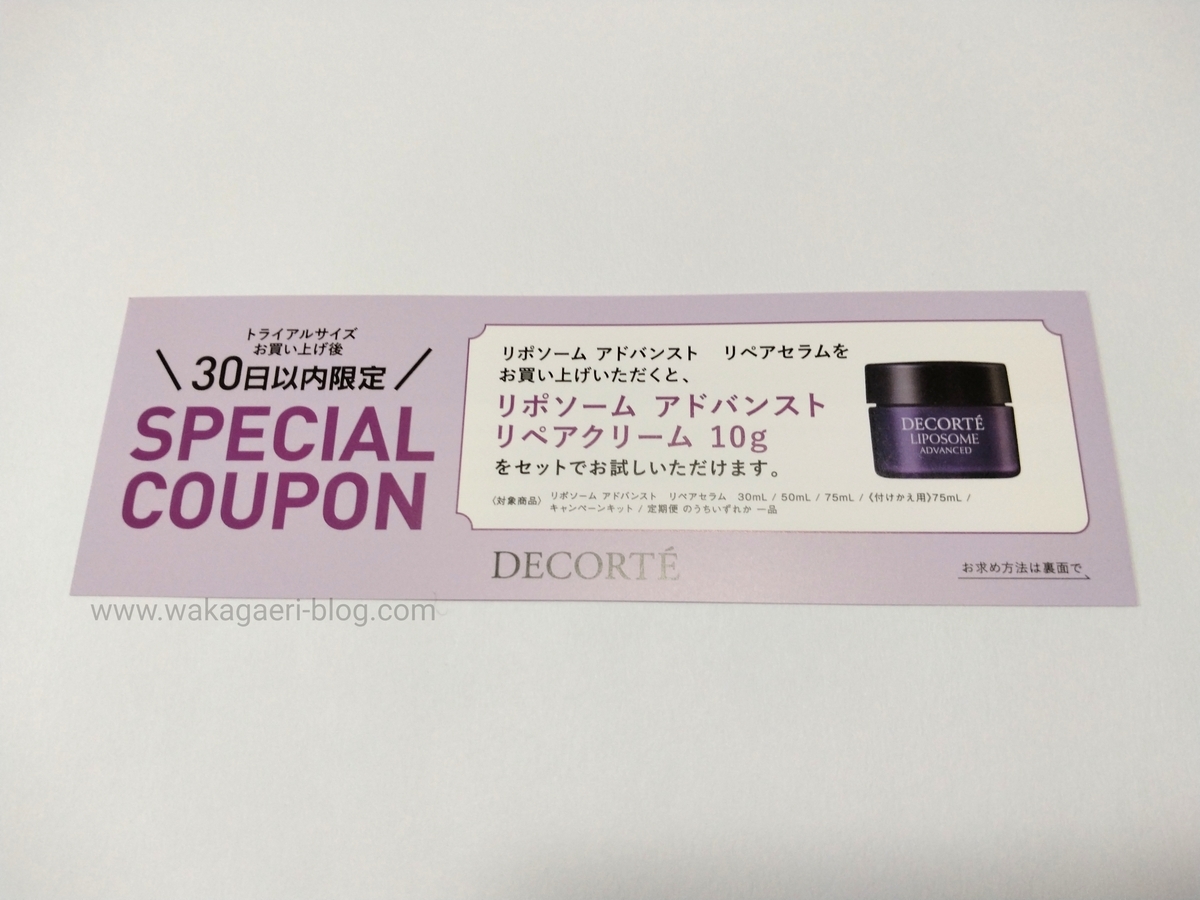 トライアルサイズ
お買い上げ後
30日以内限定
SPECIAL
COUPON
リポソーム アドバンスト リペアセラムを
お買い上げいただくと、
リポソーム アドバンスト
リペアクリーム 10g
をセットでお試しいただけます。
〈対象商品〉 リポソーム アドバンスト リペアセラム 30mL / 50mL / 75mL / 《付けかえ用》75mL /
キャンペーンキット / 定期便 のうちいずれか 一品
DECORTÉ
LIPOSOME
ADVANCED
DECORTÉ
お求め方法は裏面で
www.wakagaeri-blog.com